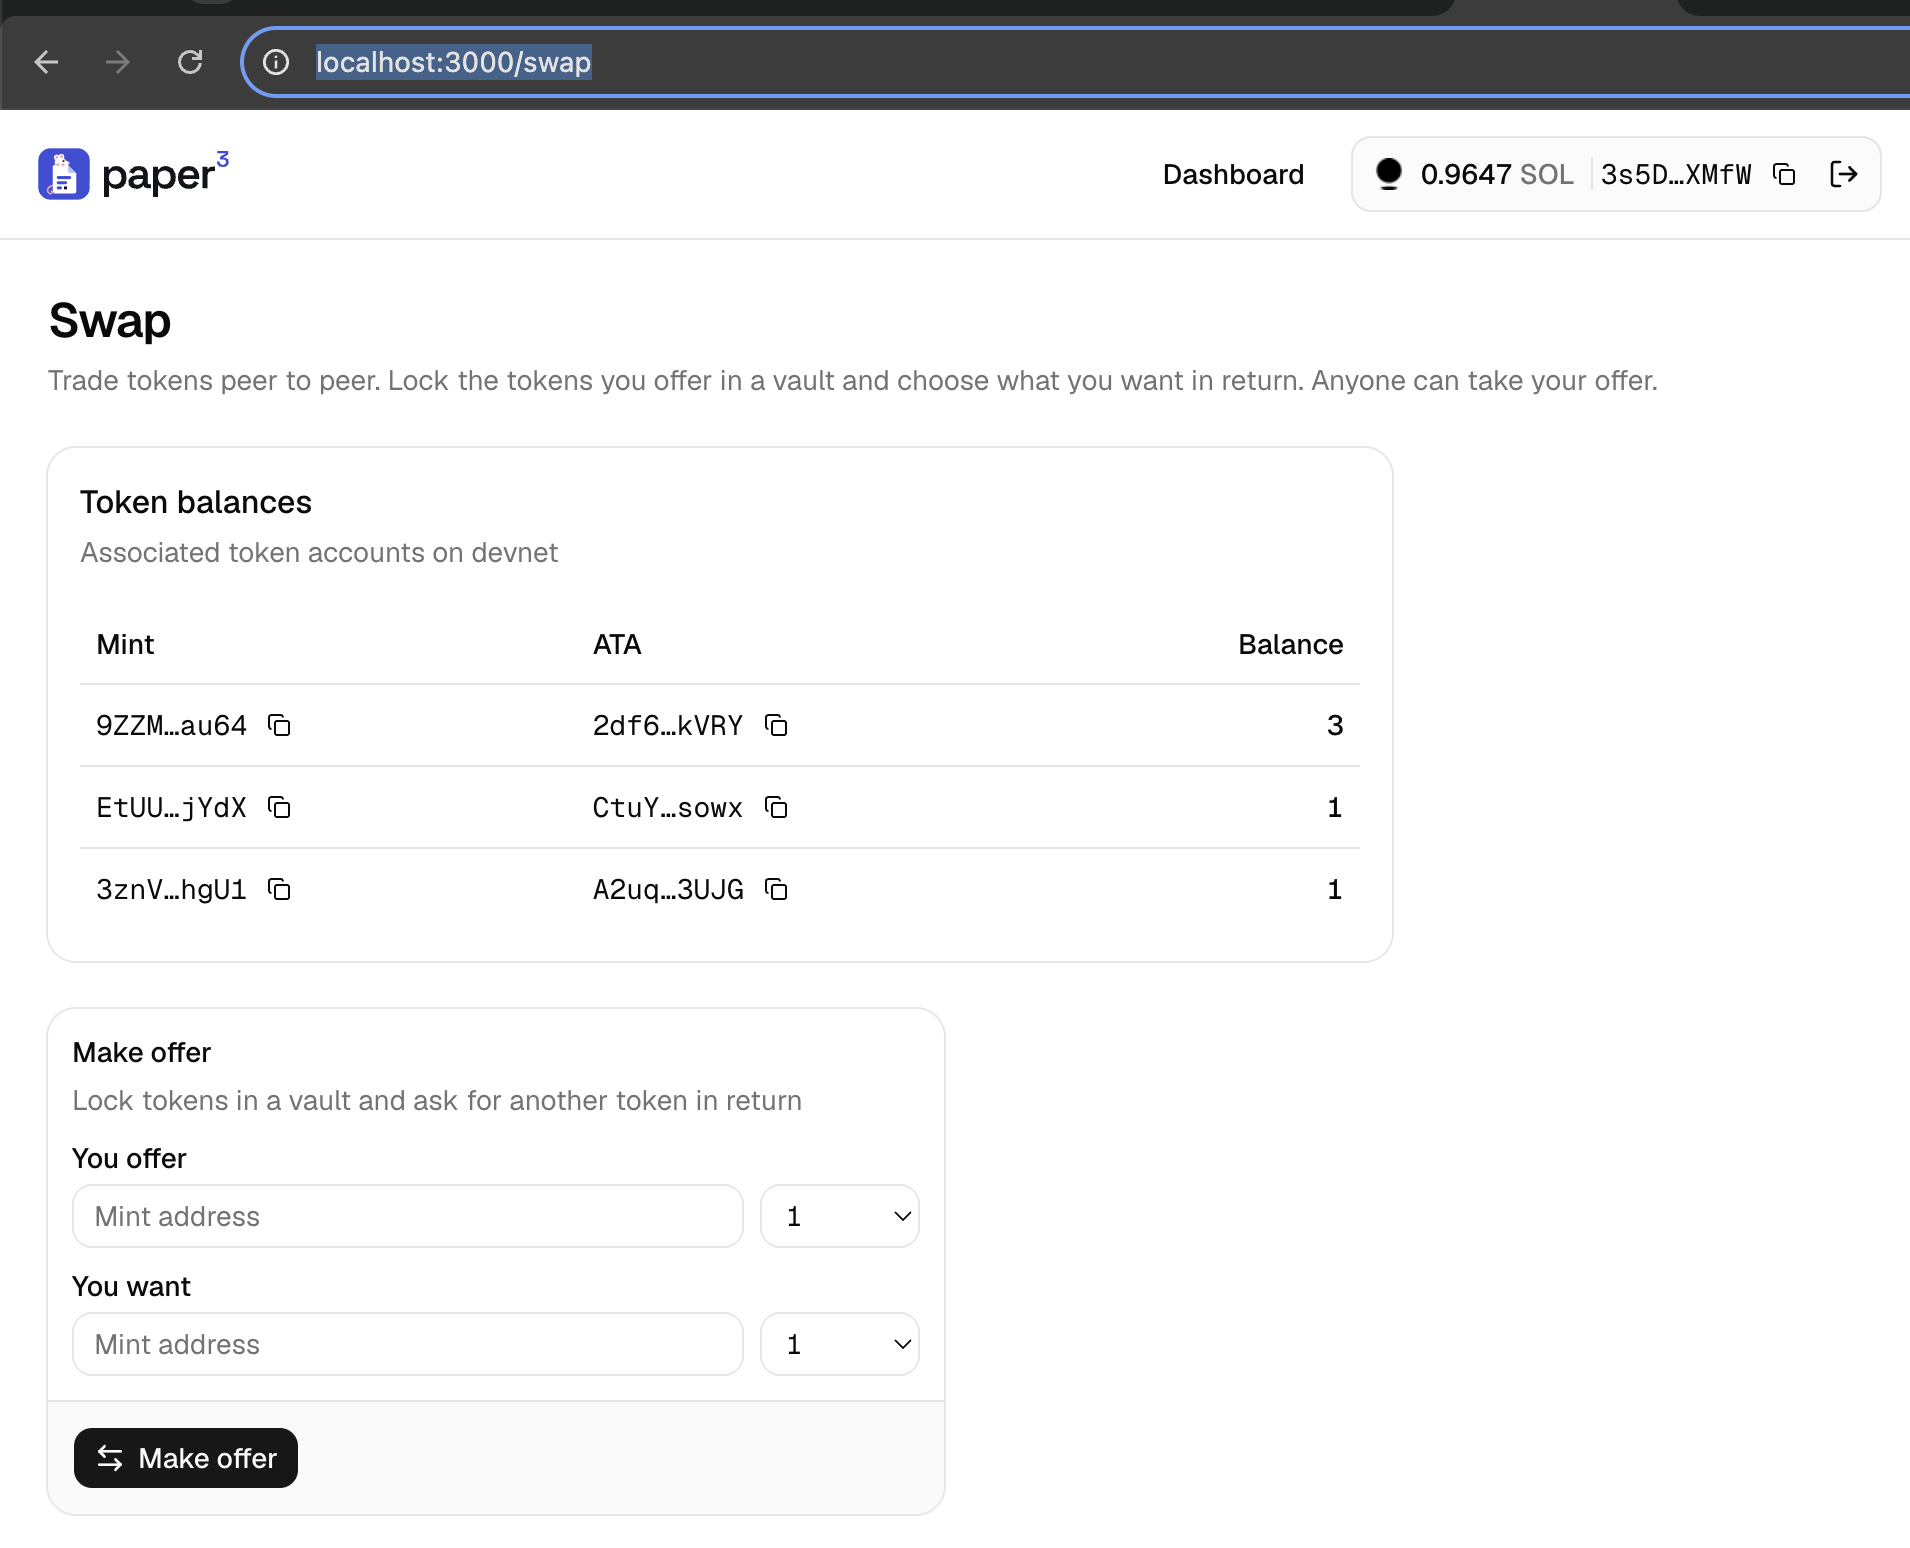 localhost:3000/swap
paper3
Dashboard
0.9647 SOL
3s5D…XMfW
Swap
Trade tokens peer to peer. Lock the tokens you offer in a vault and choose what you want in return. Anyone can take your offer.
Token balances
Associated token accounts on devnet
Mint ATA Balance
9ZZM…au64 2df6…kVRY 3
EtUU…jYdX CtuY…sowx 1
3znV…hgU1 A2uq…3UJG 1
Make offer
Lock tokens in a vault and ask for another token in return
You offer
Mint address 1
You want
Mint address 1
Make offer